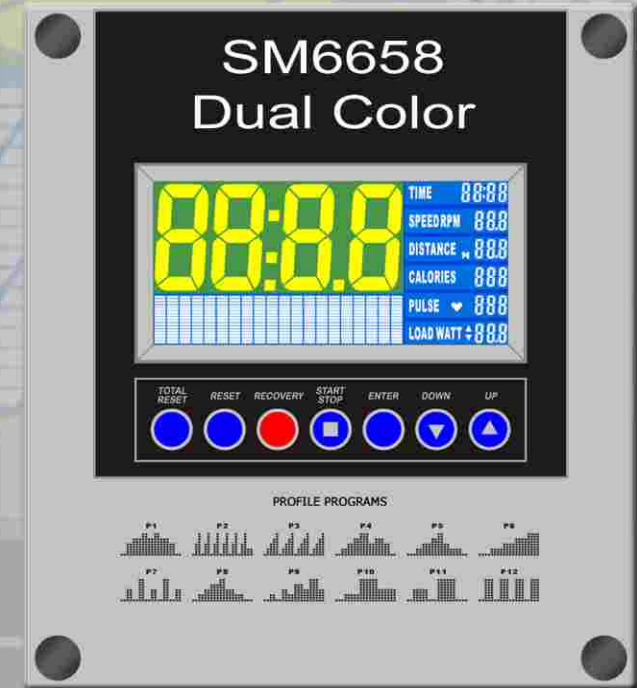 SM6658
Dual Color
88:8.8
TIME 88:88
SPEED RPM 88.8
DISTANCE M 88.8
CALORIES 888
PULSE 888
LOAD WATT 88.8
TOTAL RESET
RESET
RECOVERY
START STOP
ENTER
DOWN
UP
PROFILE PROGRAMS
P1 P2 P3 P4 P5 P6
P7 P8 P9 P10 P11 P12